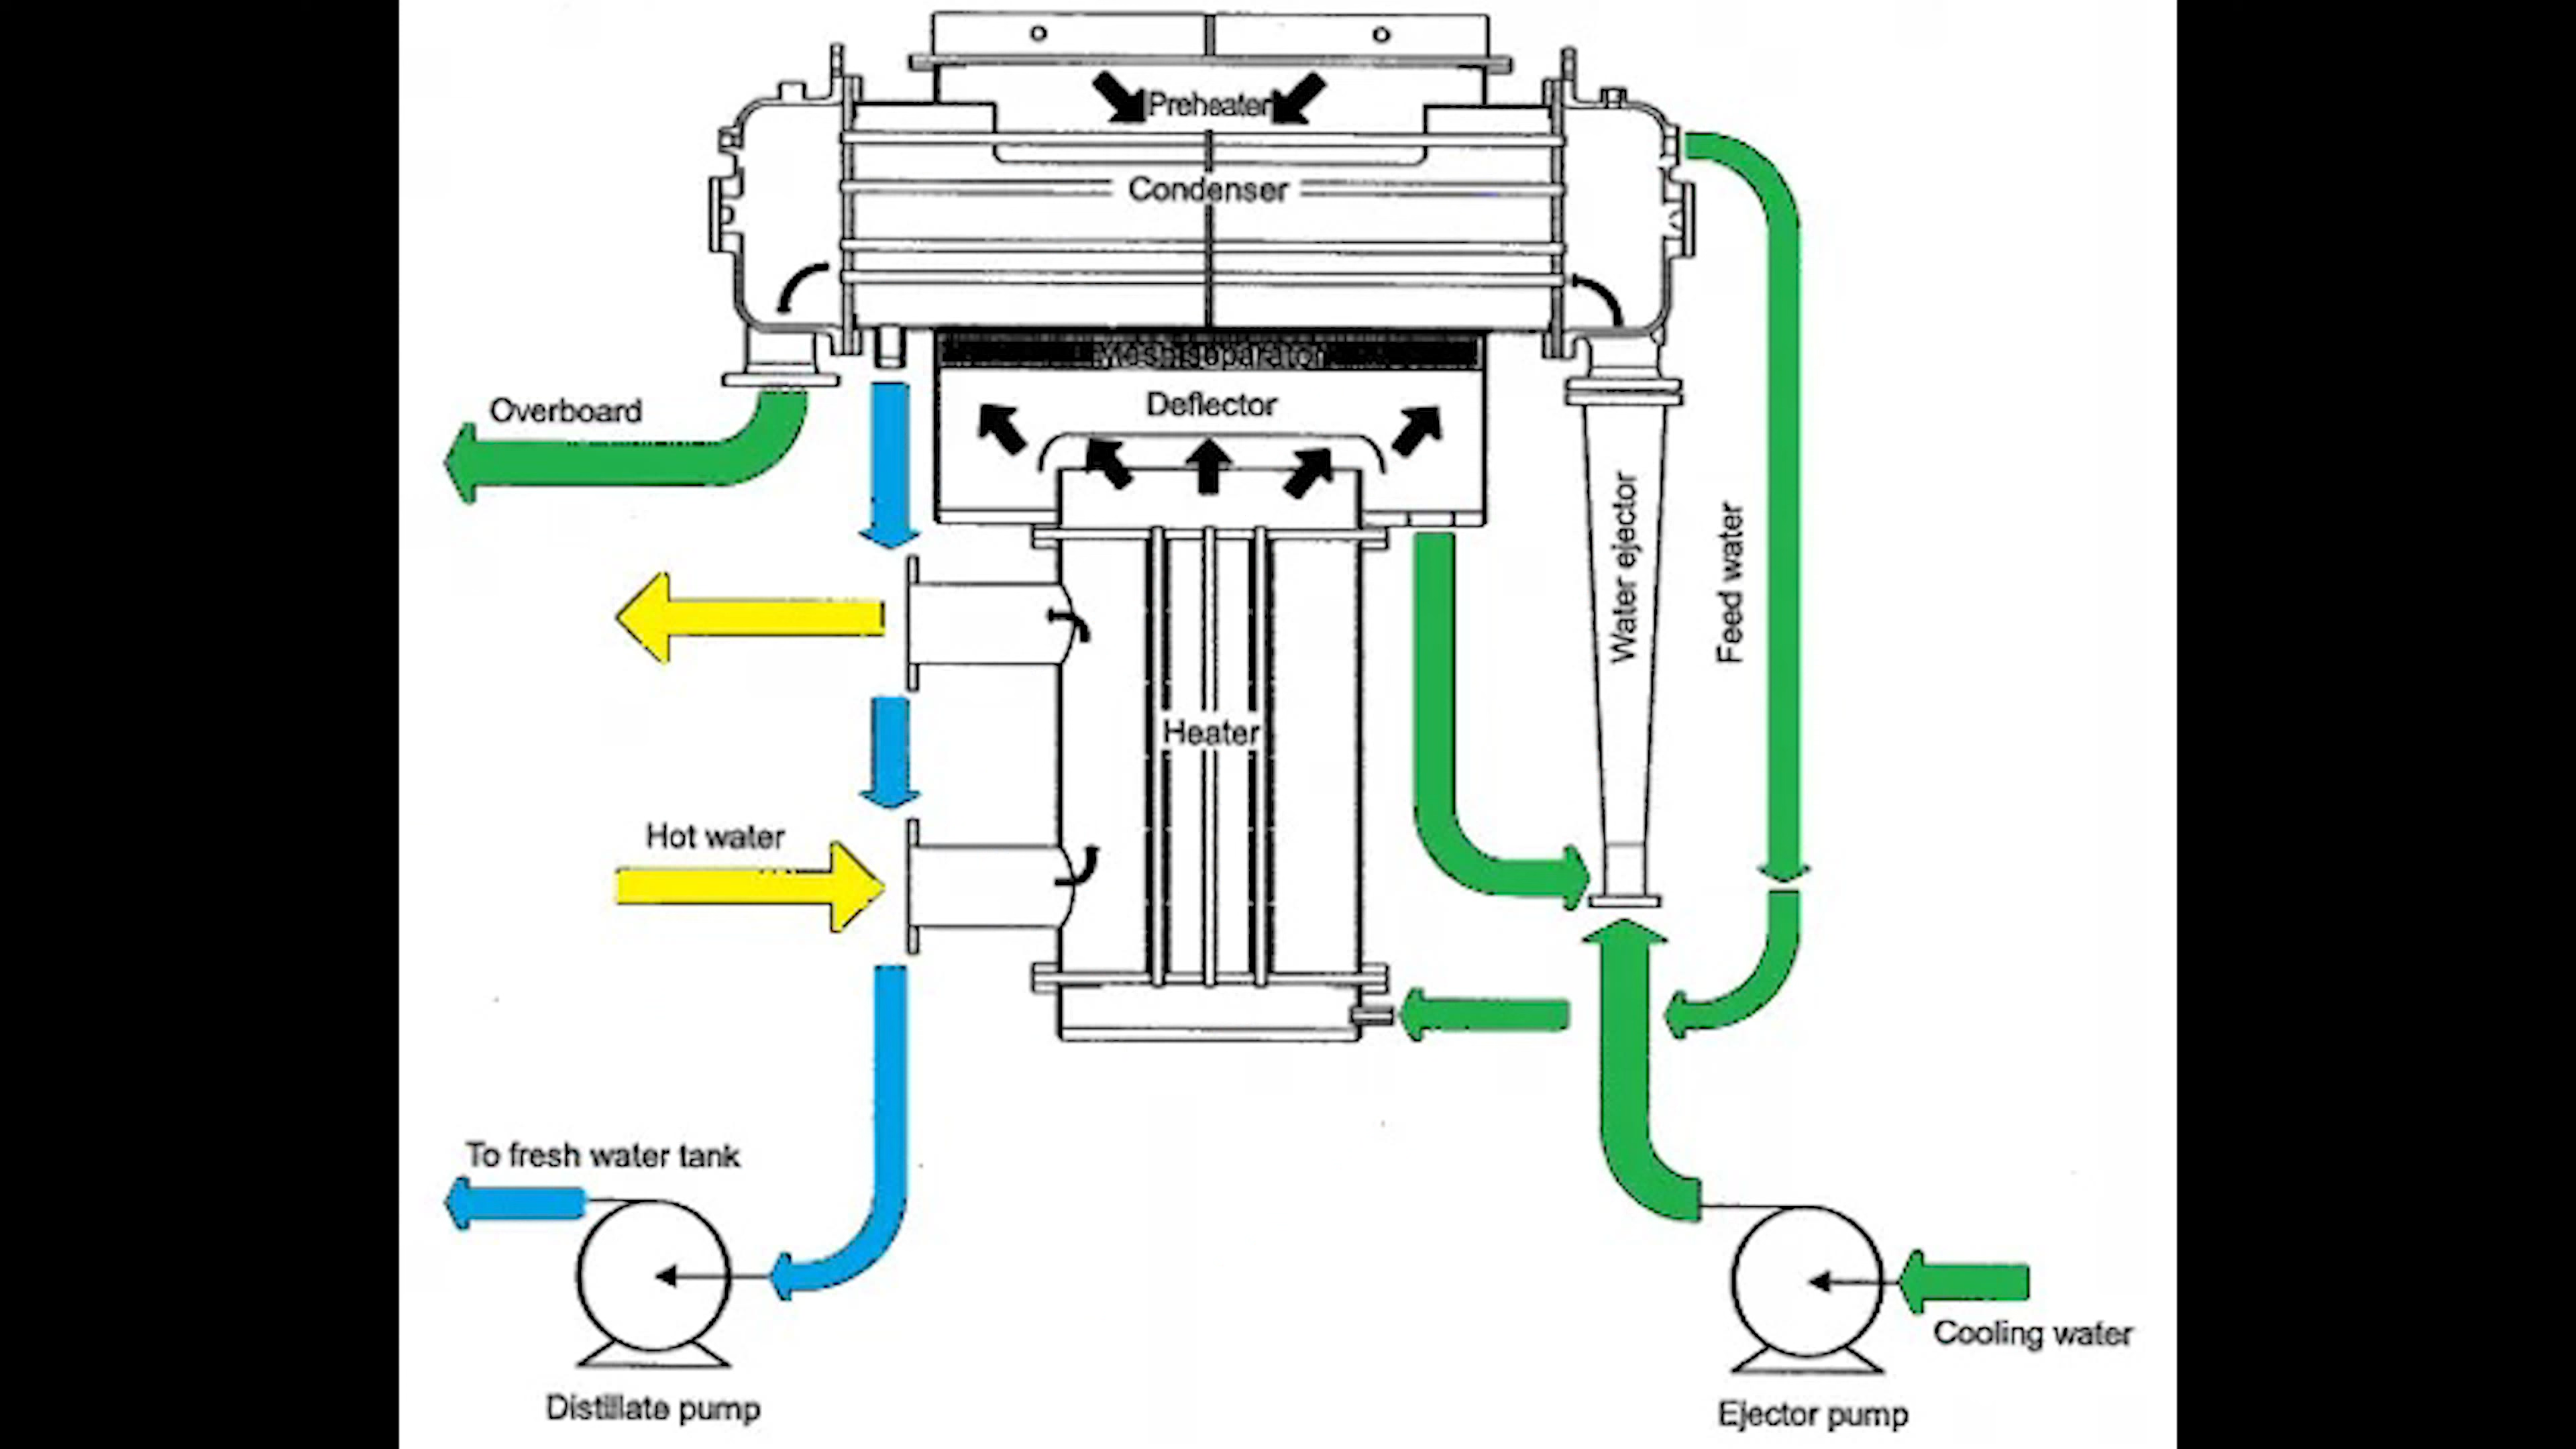 Preheater
Condenser
Mesh separator
Deflector
Overboard
Water ejector
Feed water
Heater
Hot water
To fresh water tank
Cooling water
Distillate pump
Ejector pump